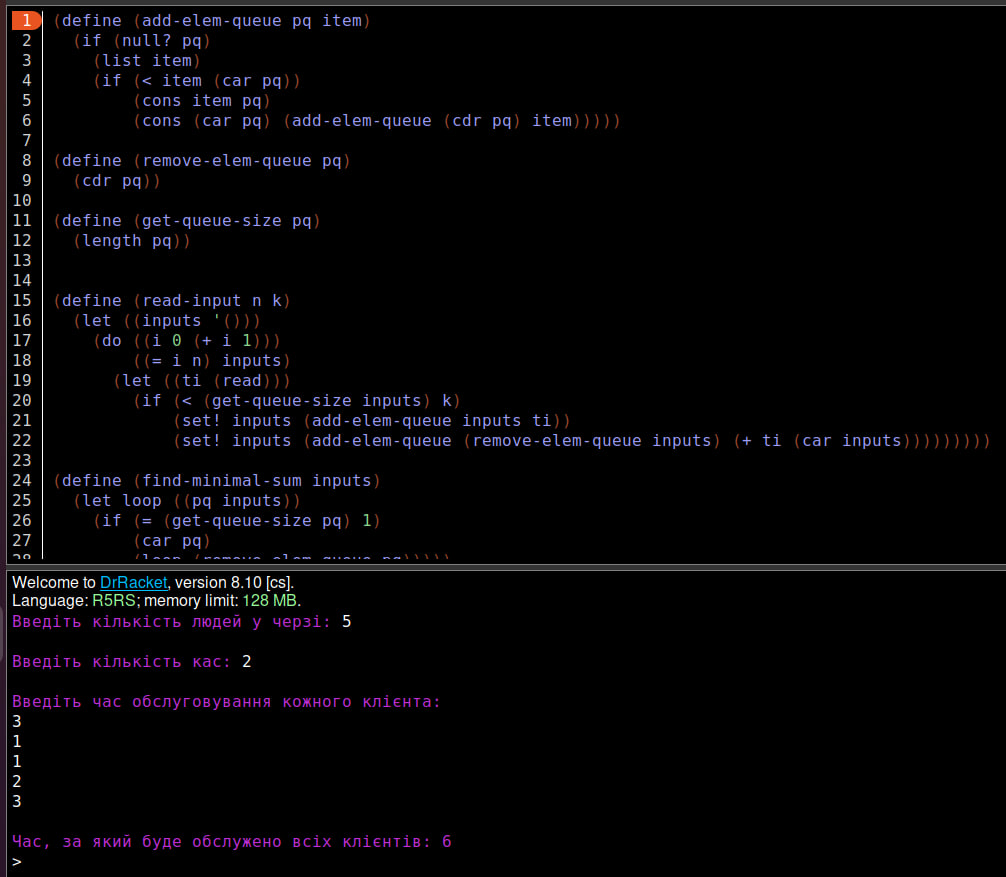 1 (define (add-elem-queue pq item)
2 (if (null? pq)
3 (list item)
4 (if (< item (car pq))
5 (cons item pq)
6 (cons (car pq) (add-elem-queue (cdr pq) item)))))
7
8 (define (remove-elem-queue pq)
9 (cdr pq))
10
11 (define (get-queue-size pq)
12 (length pq))
13
14
15 (define (read-input n k)
16 (let ((inputs '()))
17 (do ((i 0 (+ i 1)))
18 ((= i n) inputs)
19 (let ((ti (read)))
20 (if (< (get-queue-size inputs) k)
21 (set! inputs (add-elem-queue inputs ti))
22 (set! inputs (add-elem-queue (remove-elem-queue inputs) (+ ti (car inputs)))))))))
23
24 (define (find-minimal-sum inputs)
25 (let loop ((pq inputs))
26 (if (= (get-queue-size pq) 1)
27 (car pq)
28 (loop (remove-elem-queue pq)))))
Welcome to DrRacket, version 8.10 [cs].
Language: R5RS; memory limit: 128 MB.
Введіть кількість людей у черзі: 5
Введіть кількість кас: 2
Введіть час обслуговування кожного клієнта:
3
1
1
2
3
Час, за який буде обслужено всіх клієнтів: 6
>